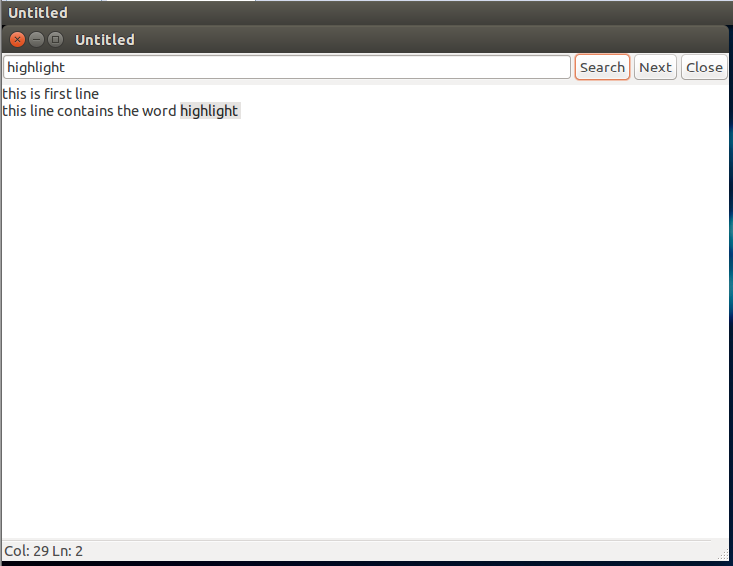 Untitled
Untitled
highlight Search Next Close
this is first line
this line contains the word highlight
Col: 29 Ln: 2